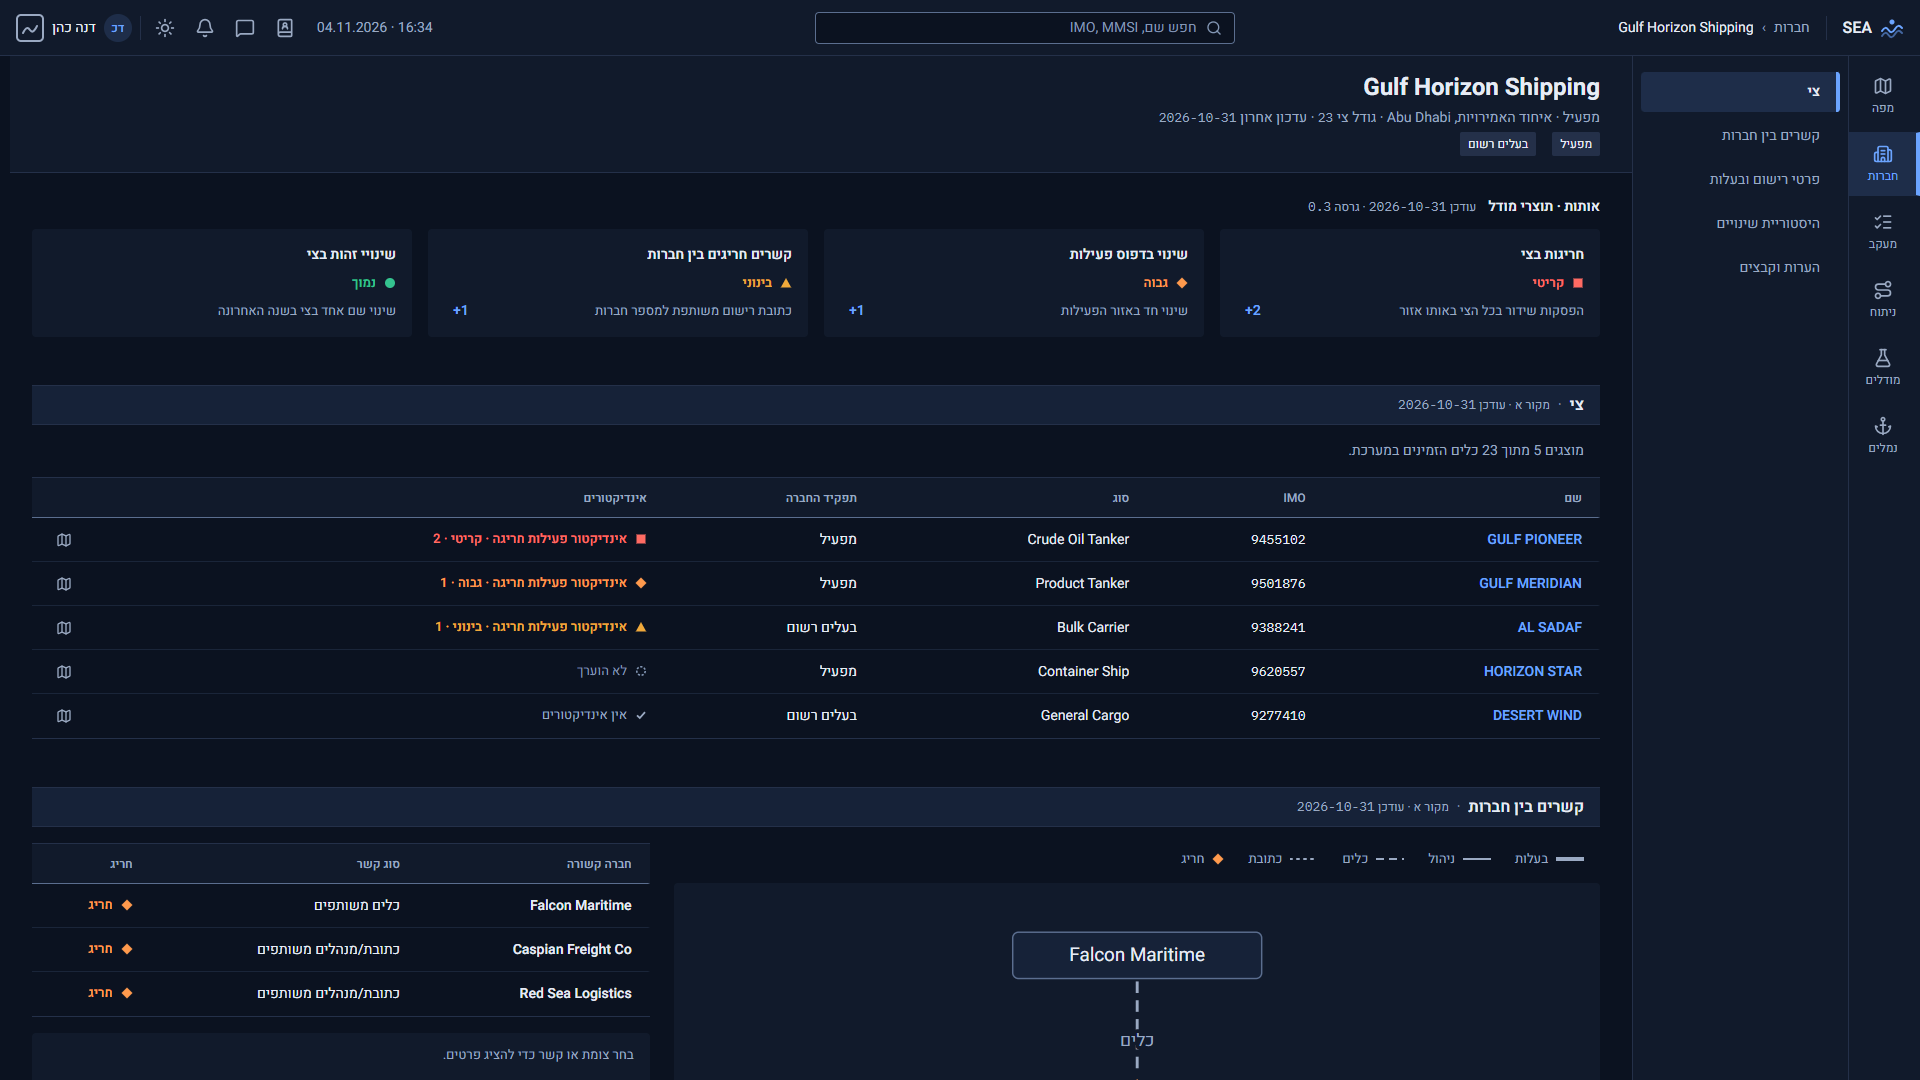 SEA
חברות › Gulf Horizon Shipping
חפש שם, IMO, MMSI
04.11.2026 · 16:34
דכ
דנה כהן
מפה
חברות
מעקב
ניתוח
מודלים
נמלים
צי
קשרים בין חברות
פרטי רישום ובעלות
היסטוריית שינויים
הערות וקבצים
Gulf Horizon Shipping
מפעיל · איחוד האמירויות, Abu Dhabi · גודל צי 23 · עדכון אחרון 2026-10-31
מפעיל
בעלים רשום
אותות · תוצרי מודל עודכן 2026-10-31 · גרסה 0.3
חריגות בצי
קריטי
הפסקות שידור בכל הצי באותו אזור
+2
שינוי בדפוס פעילות
גבוה
שינוי חד באזור הפעילות
+1
קשרים חריגים בין חברות
בינוני
כתובת רישום משותפת למספר חברות
+1
שינויי זהות בצי
נמוך
שינוי שם אחד בצי בשנה האחרונה
צי · מקור א · עודכן 2026-10-31
מוצגים 5 מתוך 23 כלים הזמינים במערכת.
שם IMO סוג תפקיד החברה אינדיקטורים
GULF PIONEER 9455102 Crude Oil Tanker מפעיל אינדיקטור פעילות חריגה · קריטי · 2
GULF MERIDIAN 9501876 Product Tanker מפעיל אינדיקטור פעילות חריגה · גבוה · 1
AL SADAF 9388241 Bulk Carrier בעלים רשום אינדיקטור פעילות חריגה · בינוני · 1
HORIZON STAR 9620557 Container Ship מפעיל לא הוערך
DESERT WIND 9277410 General Cargo בעלים רשום אין אינדיקטורים
קשרים בין חברות · מקור א · עודכן 2026-10-31
בעלות ניהול כלים כתובת חריג
Falcon Maritime
כלים
חברה קשורה סוג קשר חריג
Falcon Maritime כלים משותפים חריג
Caspian Freight Co כתובת/מנהלים משותפים חריג
Red Sea Logistics כתובת/מנהלים משותפים חריג
בחר צומת או קשר כדי להציג פרטים.